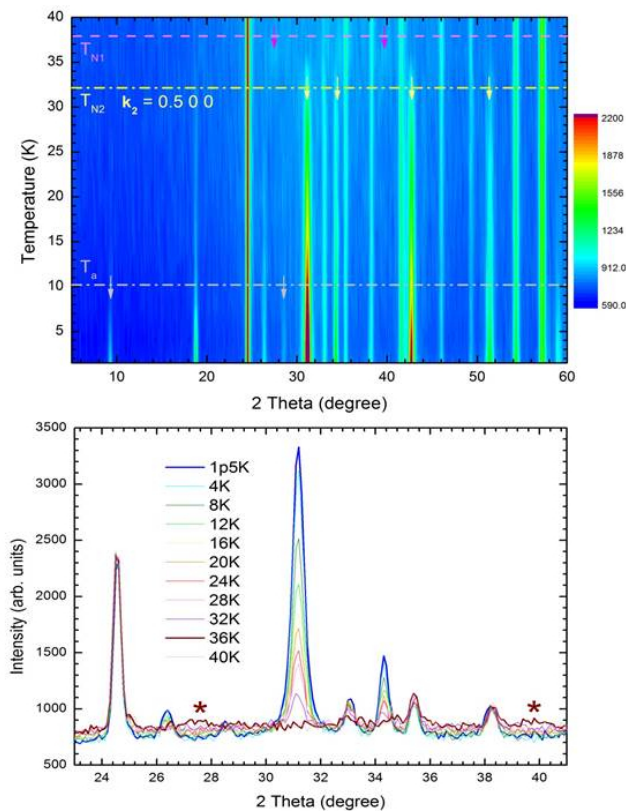 40
35
30
25
20
15
10
5
Temperature (K)
T_N1
T_N2 k₂ = 0.5 0 0
T_a
2200
1878
1556
1234
912.0
590.0
10 20 30 40 50 60
2 Theta (degree)
3500
3000
2500
2000
1500
1000
500
Intensity (arb. units)
1p5K
4K
8K
12K
16K
20K
24K
28K
32K
36K
40K
* *
24 26 28 30 32 34 36 38 40
2 Theta (degree)